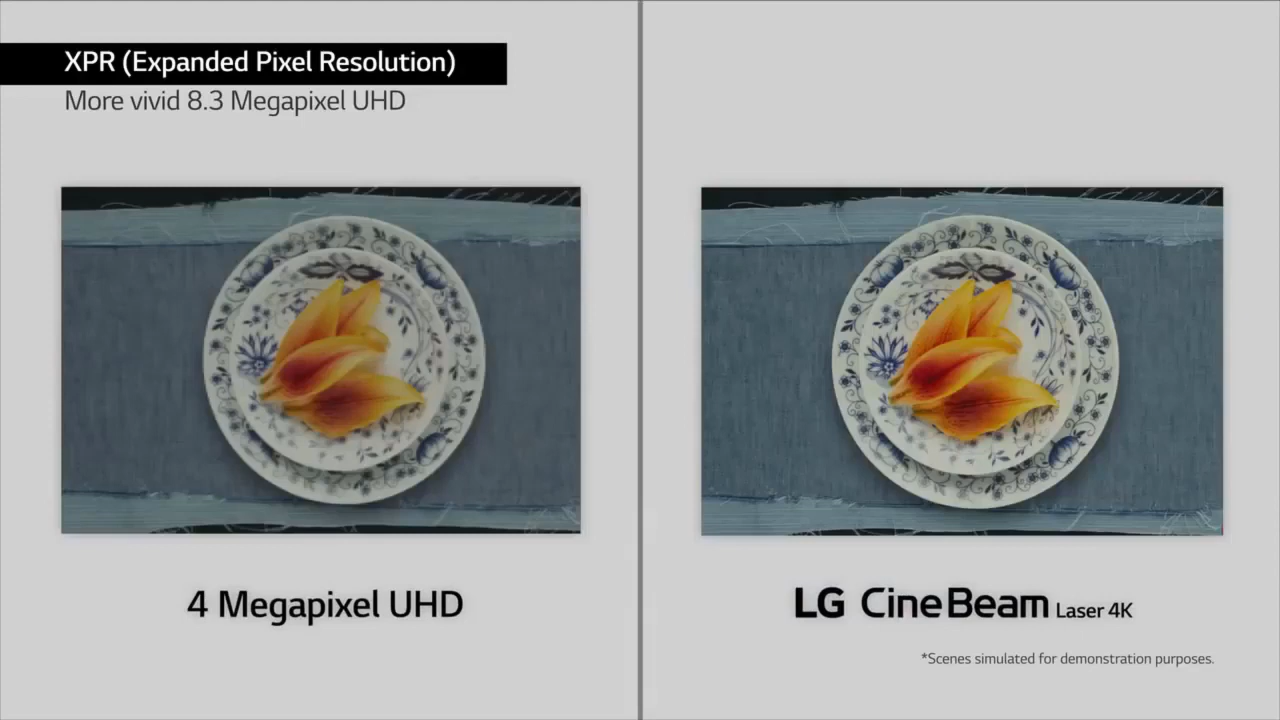 XPR (Expanded Pixel Resolution)
More vivid 8.3 Megapixel UHD
4 Megapixel UHD
LG CineBeam Laser 4K
*Scenes simulated for demonstration purposes.